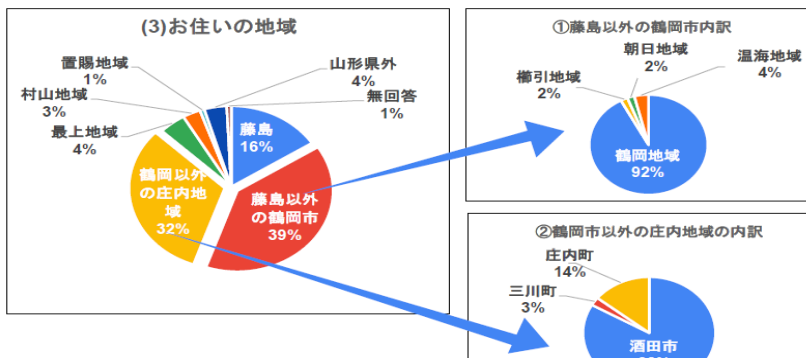 (3)お住いの地域
置賜地域
1%
村山地域
3%
最上地域
4%
山形県外
4%
無回答
1%
藤島
16%
藤島以外
の鶴岡市
39%
鶴岡以外
の庄内地
域
32%
①藤島以外の鶴岡市内訳
朝日地域
2%
櫛引地域
2%
温海地域
4%
鶴岡地域
92%
②鶴岡市以外の庄内地域の内訳
庄内町
14%
三川町
3%
酒田市